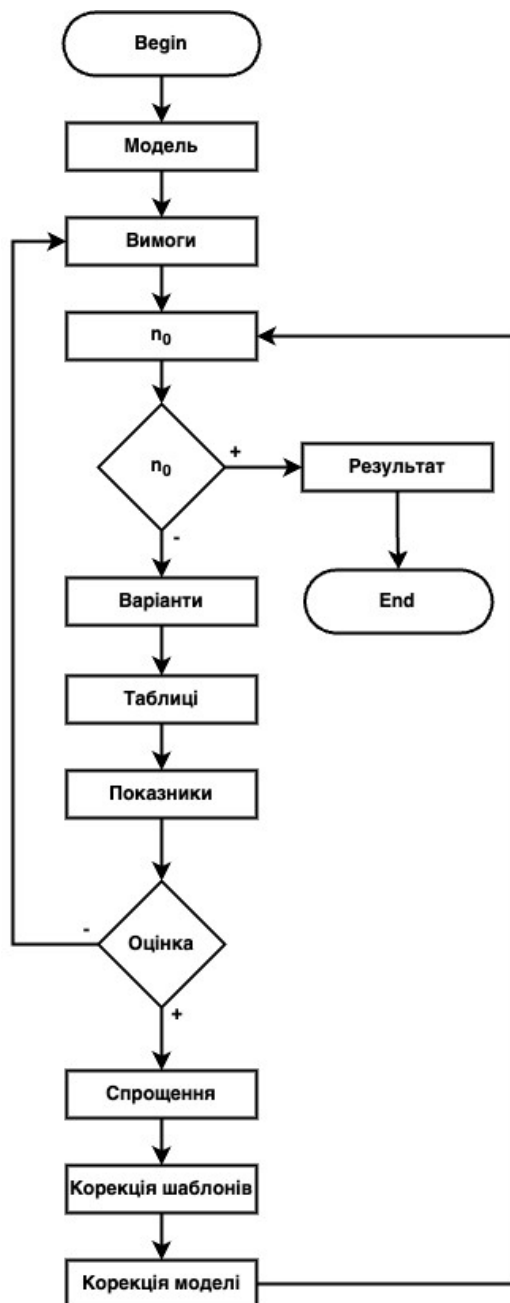 Begin
Модель
Вимоги
n₀
n₀
+
Результат
-
Варіанти
End
Таблиці
Показники
-
Оцінка
+
Спрощення
Корекція шаблонів
Корекція моделі